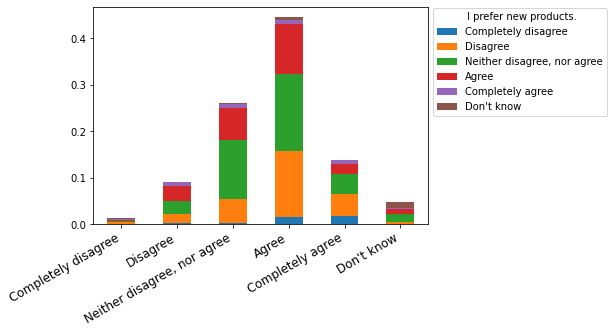 I prefer new products.
Completely disagree
Disagree
Neither disagree, nor agree
Agree
Completely agree
Don't know
0.4
0.3
0.2
0.1
0.0
Completely disagree
Disagree
Neither disagree, nor agree
Agree
Completely agree
Don't know